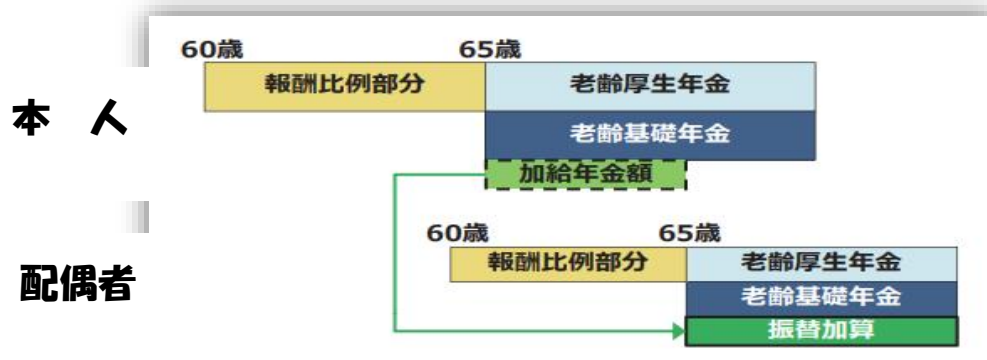 60歳 65歳
報酬比例部分 老齢厚生年金
本 人
老齢基礎年金
加給年金額
60歳 65歳
報酬比例部分 老齢厚生年金
配偶者
老齢基礎年金
振替加算